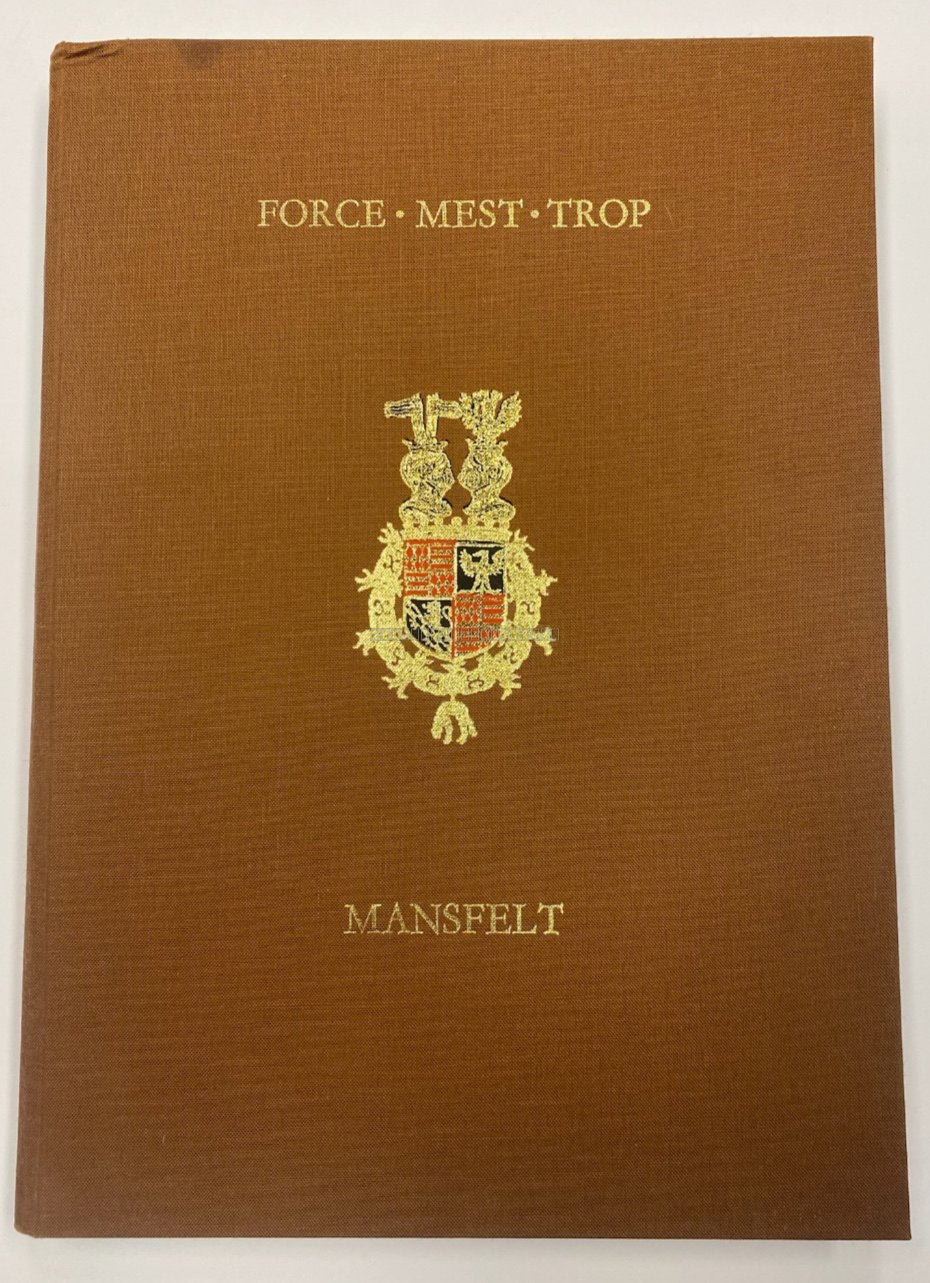 FORCE · MEST · TROP
MANSFELT